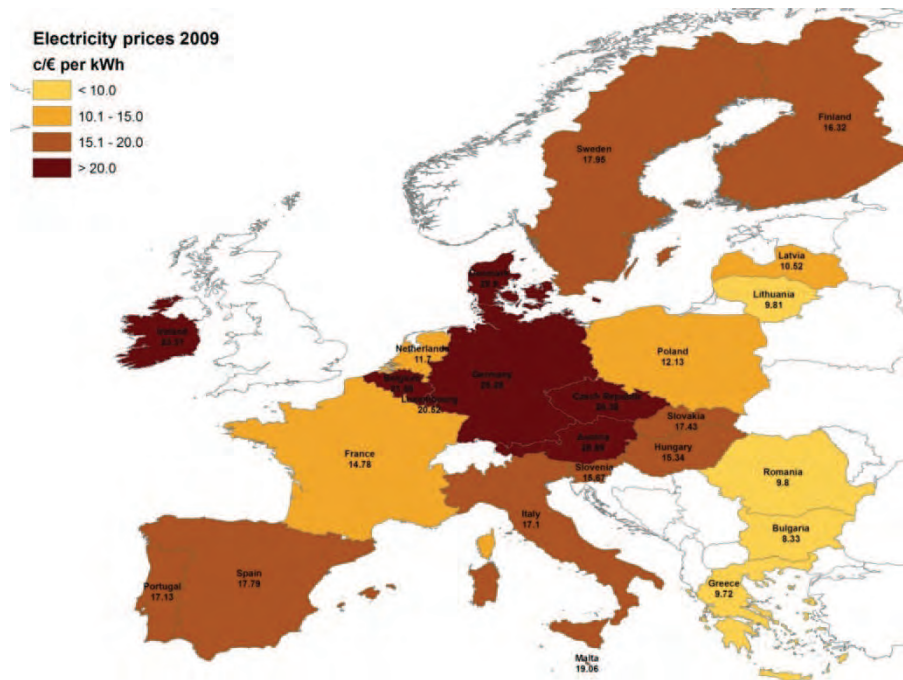 Electricity prices 2009
c/€ per kWh
< 10.0
10.1 - 15.0
15.1 - 20.0
> 20.0
Finland
16.32
Sweden
17.95
Latvia
10.52
Lithuania
9.81
Denmark
Ireland
Netherlands
11.7
Poland
12.13
Germany
Belgium
Luxembourg
20.52
Czech Republic
Slovakia
17.43
Austria
Hungary
15.34
France
14.78
Slovenia
Romania
9.8
Italy
17.1
Bulgaria
8.33
Spain
17.79
Portugal
17.13
Greece
9.72
Malta
19.06